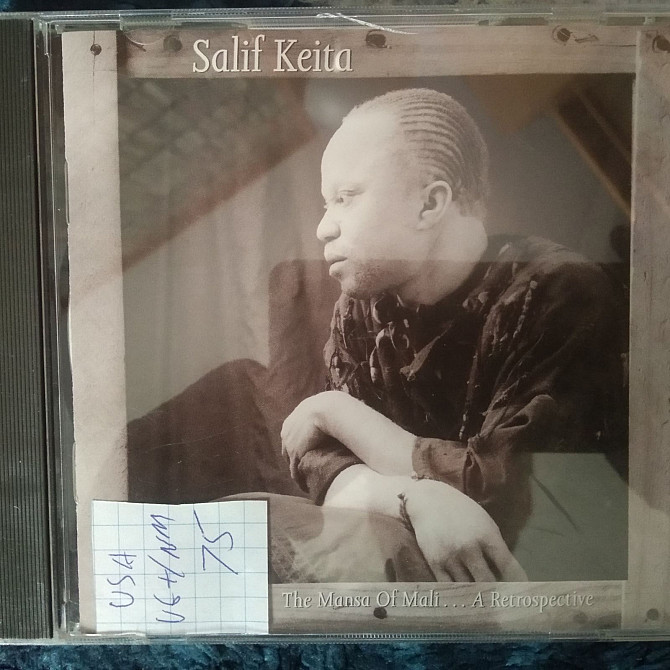 Salif Keita
The Mansa Of Mali... A Retrospective
USA
VG+/NM
75